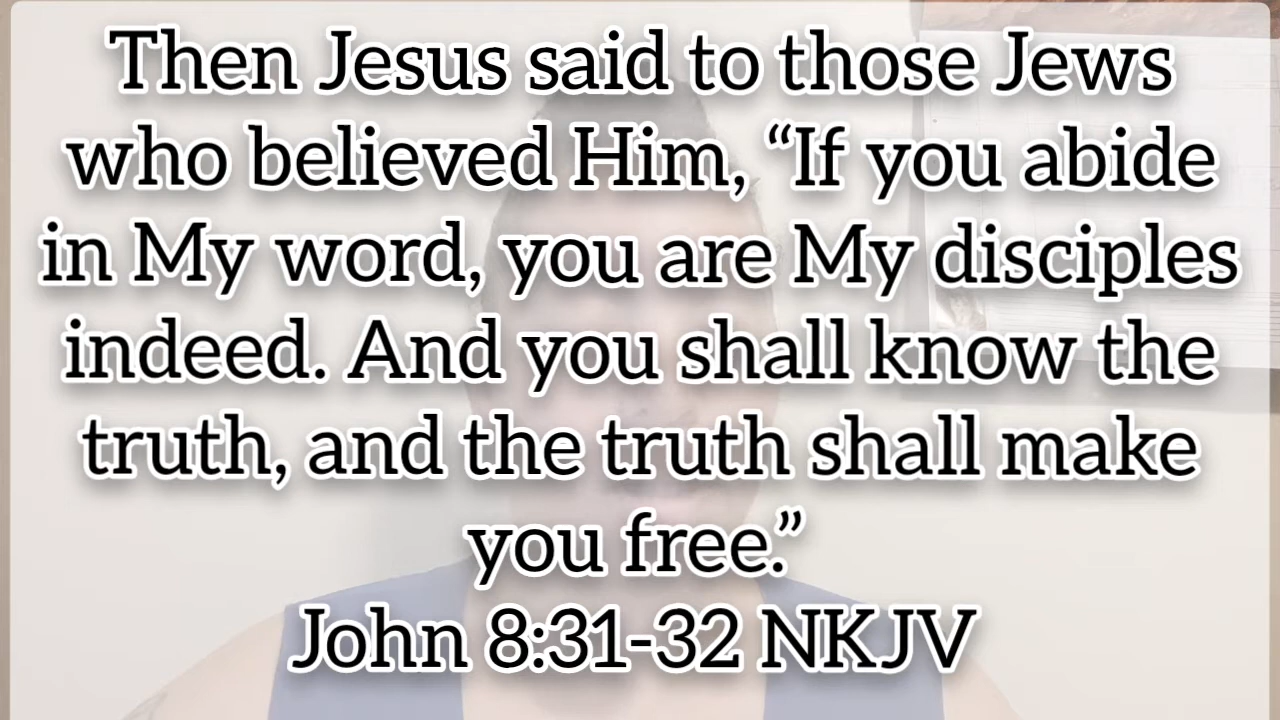 Then Jesus said to those Jews
who believed Him, “If you abide
in My word, you are My disciples
indeed. And you shall know the
truth, and the truth shall make
you free.”
John 8:31-32 NKJV